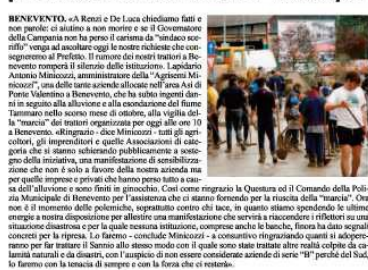 BENEVENTO. «A Renzi e De Luca chiediamo fatti e
non parole: ci aiutino a non morire e se il Governatore
della Campania non ha perso il carisma da "sindaco sce-
riffo" venga ad ascoltare oggi le nostre richieste che con-
segneremo al Prefetto. Il rumore dei nostri trattori a Be-
nevento romperà il silenzio delle istituzioni». Lapidario
Antonio Minicozzi, amministratore della "Agrisemi Mi-
nicozzi", una delle tante aziende allocate nell'area Asi di
Ponte Valentino a Benevento, che ha subito ingenti dan-
ni in seguito alla alluvione e alla esondazione del fiume
Tammaro nello scorso mese di ottobre, alla vigilia del-
la "marcia" dei trattori organizzata per oggi alle ore 10
a Benevento. «Ringrazio - dice Minicozzi - tutti gli agri-
coltori, gli imprenditori e quelle Associazioni di cate-
goria che si stanno schierando pubblicamente a soste-
gno della iniziativa, una manifestazione di sensibilizza-
zione che non è solo a favore della nostra azienda ma
per quelle imprese e privati che hanno perso tutto a cau-
sa dell'alluvione e sono finiti in ginocchio. Così come ringrazio la Questura ed il Comando della Poli-
zia Municipale di Benevento per l'assistenza che ci stanno fornendo per la riuscita della "marcia". Ora
non è il momento delle polemiche, soprattutto contro chi tace, in quanto stiamo spendendo le ultime
energie a nostra disposizione per allestire una manifestazione che servirà a riaccendere i riflettori su una
situazione disastrosa e per la quale nessuna istituzione, comprese anche le banche, finora ha dato segnali
concreti per la ripresa. Lo faremo - conclude Minicozzi - a consuntivo ringraziando quanti si adopere-
ranno per far trattare il Sannio allo stesso modo con il quale sono state trattate altre realtà colpite da ca-
lamità naturali e da disastri, con l'auspicio di non essere considerate aziende di serie "B" perché del Sud,
lo faremo con la tenacia di sempre e con la forza che ci resterà».